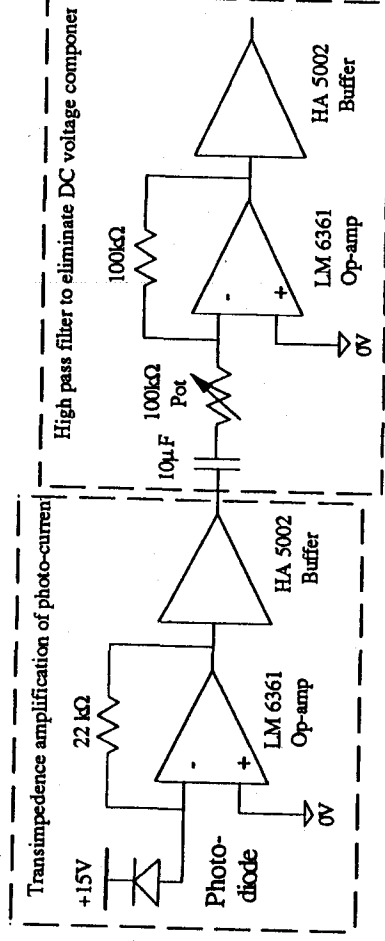 Transimpedence amplification of photo-curren
+15V
22 kΩ
Photo-
diode
-
+
LM 6361
Op-amp
0V
HA 5002
Buffer
High pass filter to eliminate DC voltage componer
10μF
100kΩ
Pot
100kΩ
-
+
LM 6361
Op-amp
0V
HA 5002
Buffer